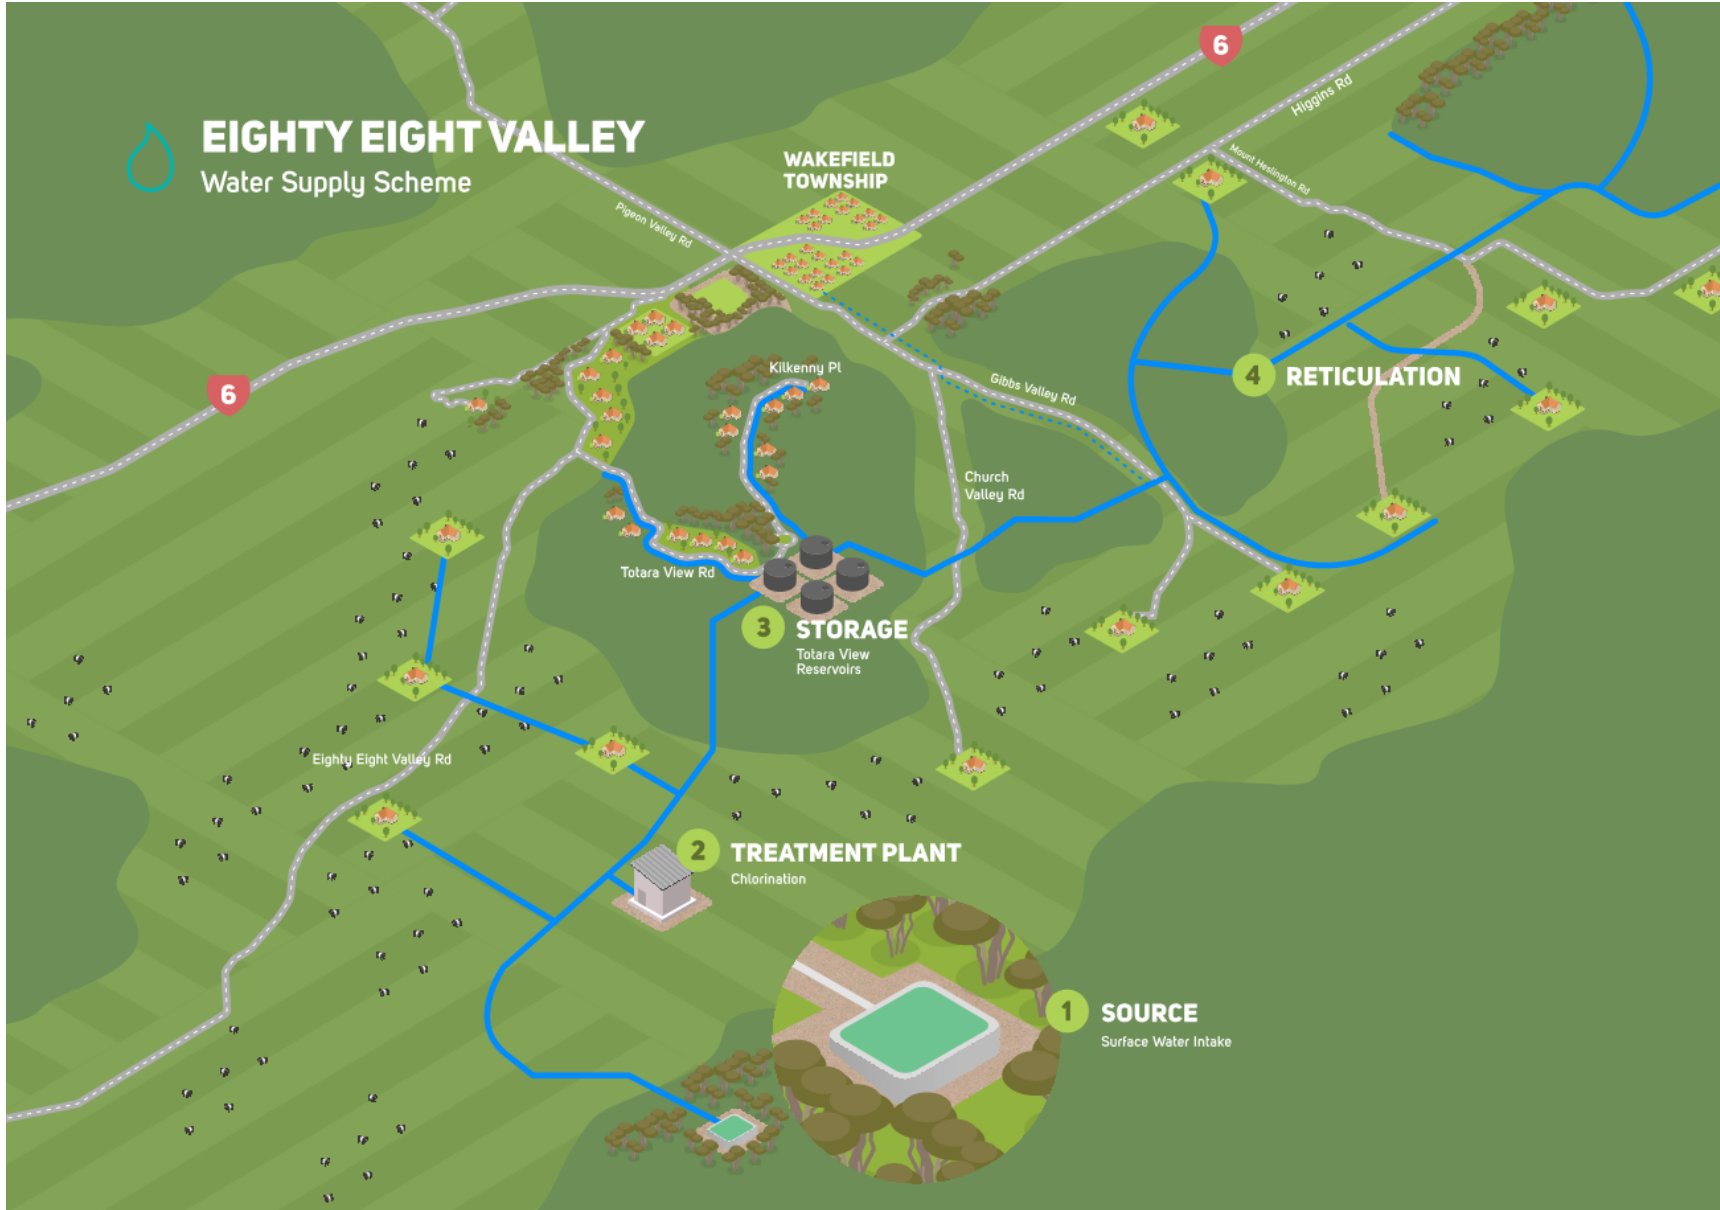 EIGHTY EIGHT VALLEY
Water Supply Scheme
6
Higgins Rd
WAKEFIELD
TOWNSHIP
Mount Heslington Rd
Pigeon Valley Rd
6
Kilkenny Pl
Gibbs Valley Rd
4
RETICULATION
Church
Valley Rd
Totara View Rd
3
STORAGE
Totara View
Reservoirs
Eighty Eight Valley Rd
2
TREATMENT PLANT
Chlorination
1
SOURCE
Surface Water Intake